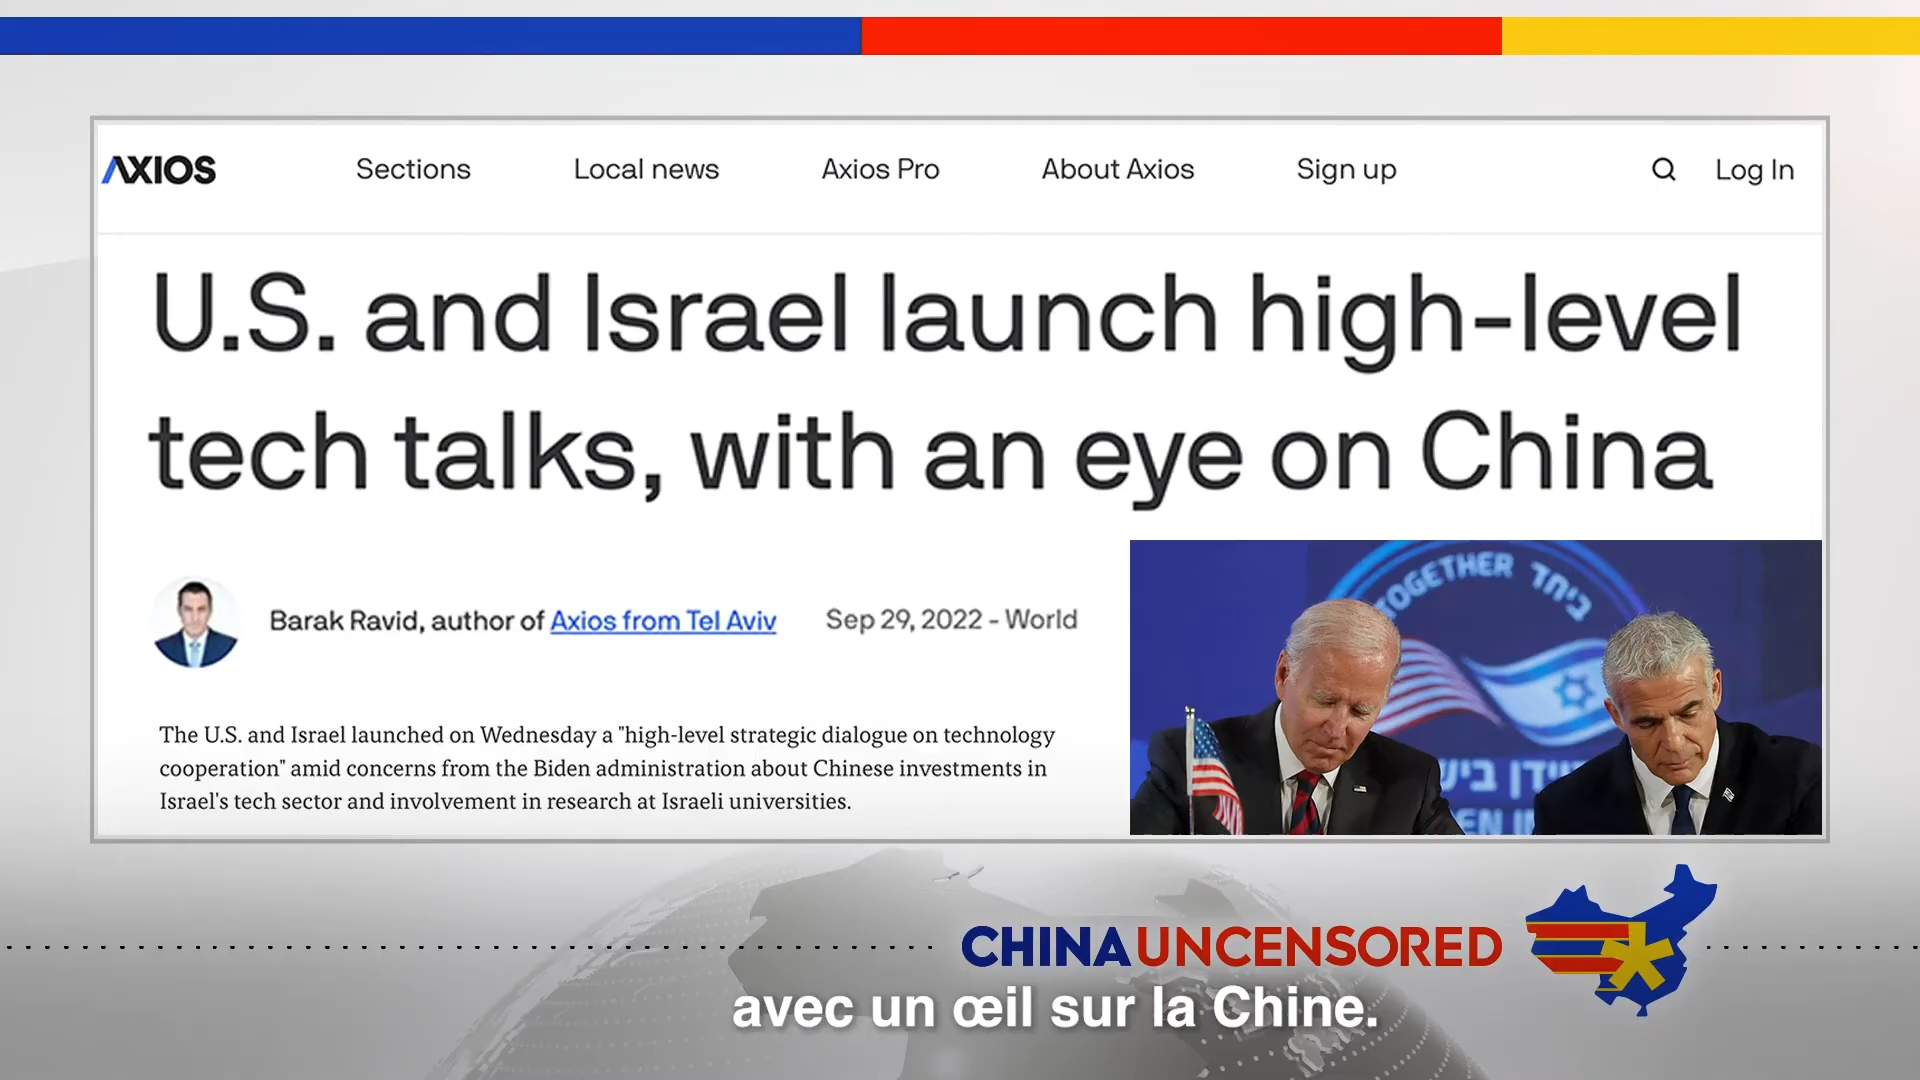 AXIOS
Sections
Local news
Axios Pro
About Axios
Sign up
Log In
U.S. and Israel launch high-level
tech talks, with an eye on China
Barak Ravid, author of Axios from Tel Aviv
Sep 29, 2022 - World
The U.S. and Israel launched on Wednesday a "high-level strategic dialogue on technology
cooperation" amid concerns from the Biden administration about Chinese investments in
Israel's tech sector and involvement in research at Israeli universities.
TOGETHER ביחד
CHINA UNCENSORED
avec un œil sur la Chine.